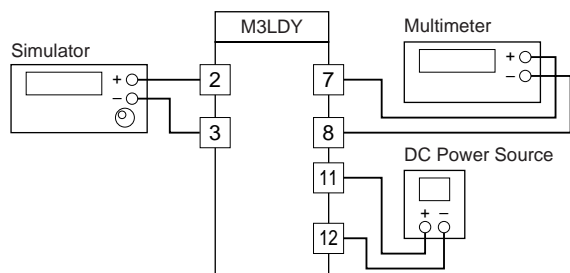 M3LDY
Simulator
Multimeter
+
–
2
3
7
8
+
–
DC Power Source
11
12
+ –